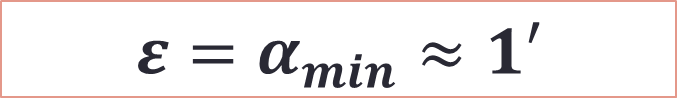 ε = α_min ≈ 1′